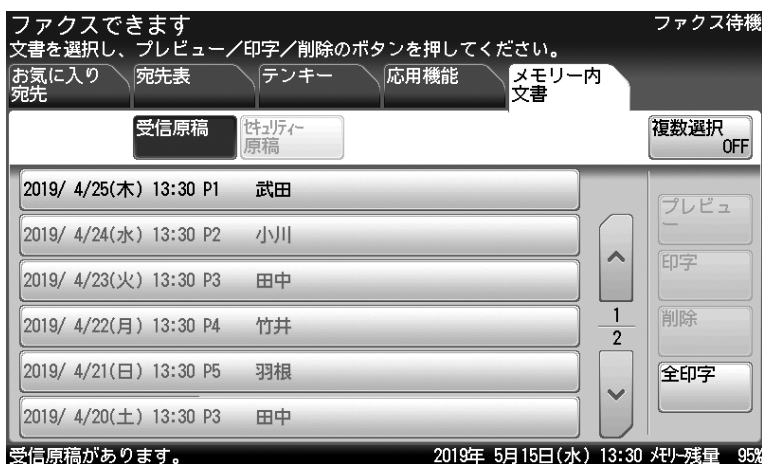 ファクスできます
ファクス待機
文書を選択し、プレビュー／印字／削除のボタンを押してください。
お気に入り
宛先
宛先表
テンキー
応用機能
メモリー内
文書
受信原稿
ｾｷｭﾘﾃｨｰ
原稿
複数選択
OFF
2019/ 4/25(木) 13:30 P1 武田
2019/ 4/24(水) 13:30 P2 小川
2019/ 4/23(火) 13:30 P3 田中
2019/ 4/22(月) 13:30 P4 竹井
2019/ 4/21(日) 13:30 P5 羽根
2019/ 4/20(土) 13:30 P3 田中
1
2
プレビュ
ー
印字
削除
全印字
受信原稿があります。
2019年 5月15日(水) 13:30 ﾒﾓﾘｰ残量 95%